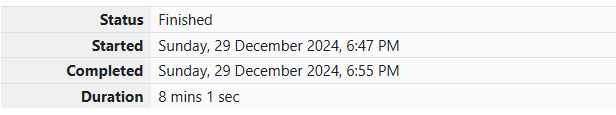 Status Finished
Started Sunday, 29 December 2024, 6:47 PM
Completed Sunday, 29 December 2024, 6:55 PM
Duration 8 mins 1 sec